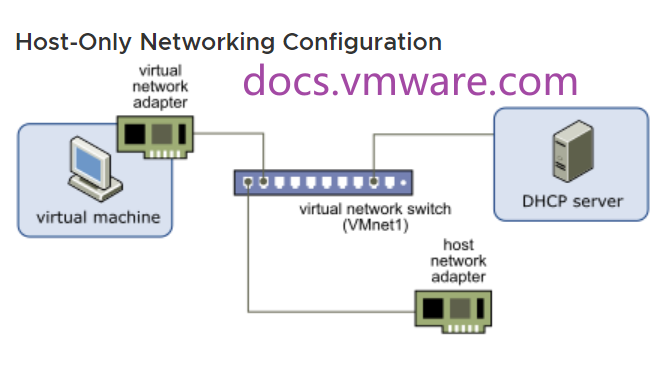 Host-Only Networking Configuration
docs.vmware.com
virtual
network
adapter
virtual machine
virtual network switch
(VMnet1)
DHCP server
host
network
adapter